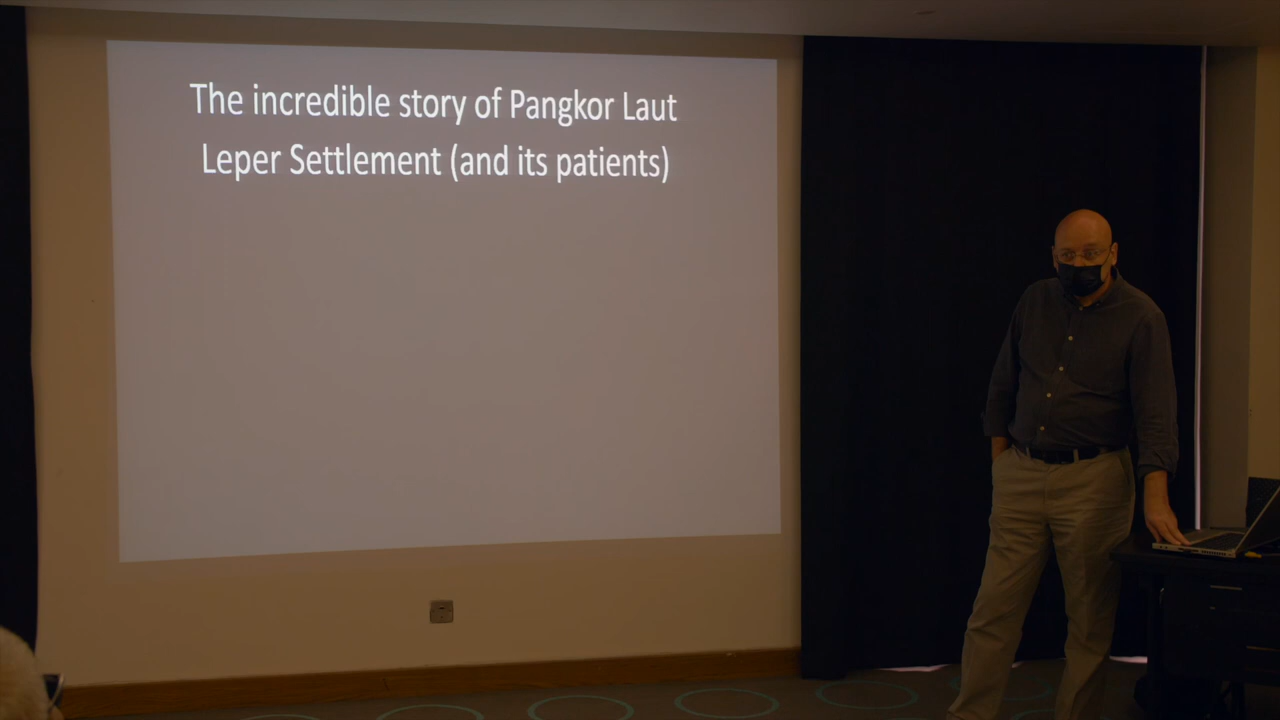 The incredible story of Pangkor Laut
Leper Settlement (and its patients)